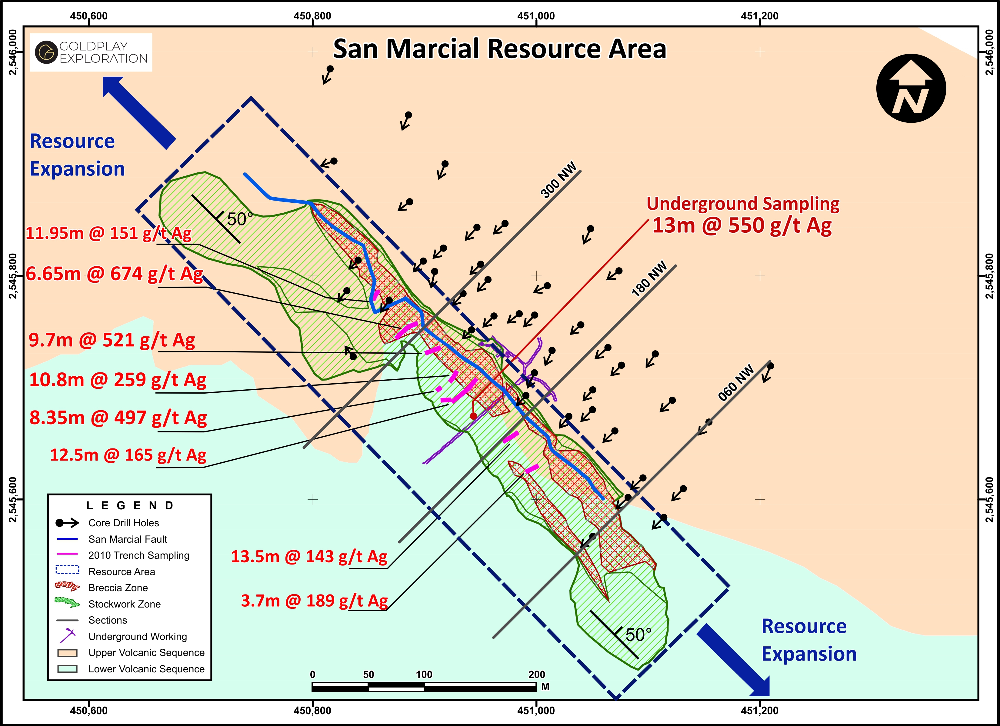 450,600 450,800 451,000 451,200
2,546,000
2,546,000
GOLDPLAY
EXPLORATION
San Marcial Resource Area
N
Resource
Expansion
300 NW
Underground Sampling
13m @ 550 g/t Ag
50°
11.95m @ 151 g/t Ag
2,545,800
2,545,800
6.65m @ 674 g/t Ag
180 NW
9.7m @ 521 g/t Ag
10.8m @ 259 g/t Ag
060 NW
8.35m @ 497 g/t Ag
12.5m @ 165 g/t Ag
2,545,600
2,545,600
LEGEND
Core Drill Holes
San Marcial Fault
2010 Trench Sampling
Resource Area
Breccia Zone
Stockwork Zone
Sections
Underground Working
Upper Volcanic Sequence
Lower Volcanic Sequence
13.5m @ 143 g/t Ag
3.7m @ 189 g/t Ag
50°
Resource
Expansion
0 50 100 200
M
450,600 450,800 451,000 451,200